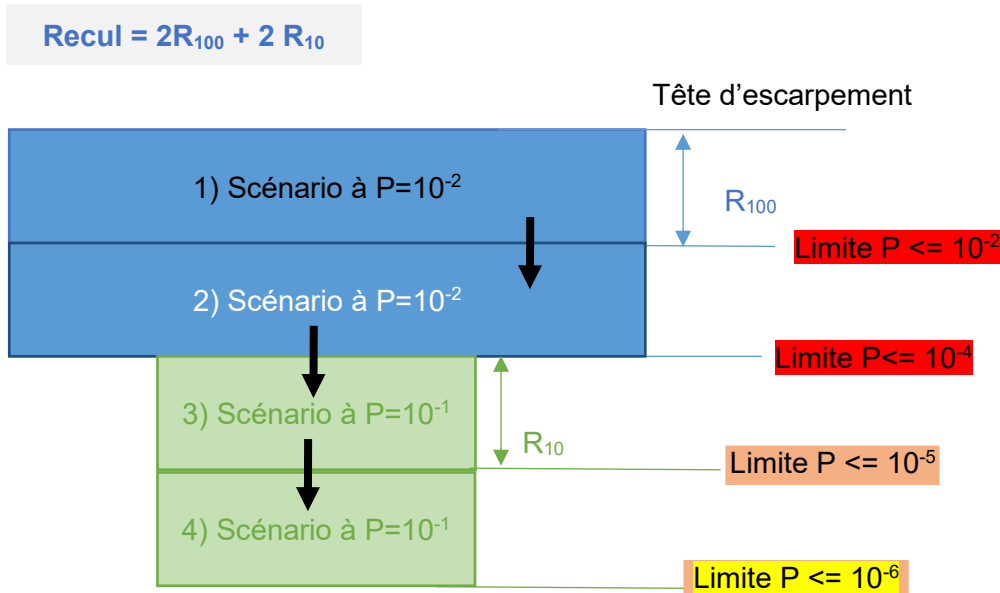 Recul = 2R₁₀₀ + 2 R₁₀
Tête d’escarpement
1) Scénario à P=10⁻²
R₁₀₀
Limite P <= 10⁻²
2) Scénario à P=10⁻²
Limite P<= 10⁻⁴
3) Scénario à P=10⁻¹
R₁₀
Limite P <= 10⁻⁵
4) Scénario à P=10⁻¹
Limite P <= 10⁻⁶